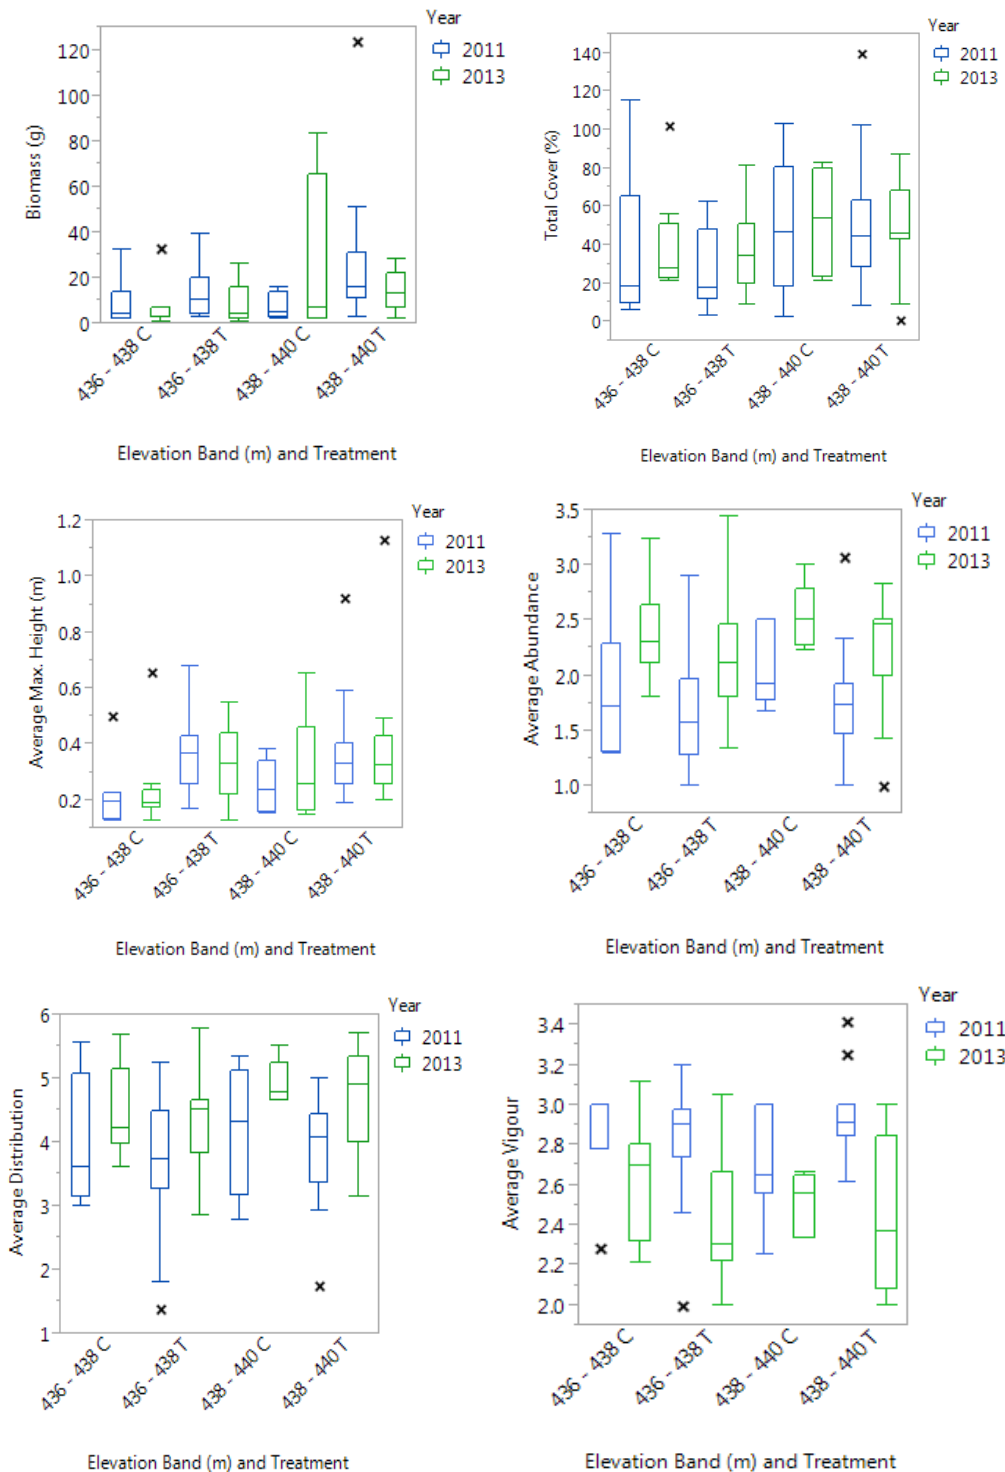 Year
2011
2013
Biomass (g)
120
100
80
60
40
20
0
436 - 438 C
436 - 438 T
438 - 440 C
438 - 440 T
Elevation Band (m) and Treatment
Year
2011
2013
Total Cover (%)
140
120
100
80
60
40
20
0
436 - 438 C
436 - 438 T
438 - 440 C
438 - 440 T
Elevation Band (m) and Treatment
Year
2011
2013
Average Max. Height (m)
1.2
1.0
0.8
0.6
0.4
0.2
436 - 438 C
436 - 438 T
438 - 440 C
438 - 440 T
Elevation Band (m) and Treatment
Year
2011
2013
Average Abundance
3.5
3.0
2.5
2.0
1.5
1.0
436 - 438 C
436 - 438 T
438 - 440 C
438 - 440 T
Elevation Band (m) and Treatment
Year
2011
2013
Average Distribution
6
5
4
3
2
1
436 - 438 C
436 - 438 T
438 - 440 C
438 - 440 T
Elevation Band (m) and Treatment
Year
2011
2013
Average Vigour
3.4
3.2
3.0
2.8
2.6
2.4
2.2
2.0
436 - 438 C
436 - 438 T
438 - 440 C
438 - 440 T
Elevation Band (m) and Treatment